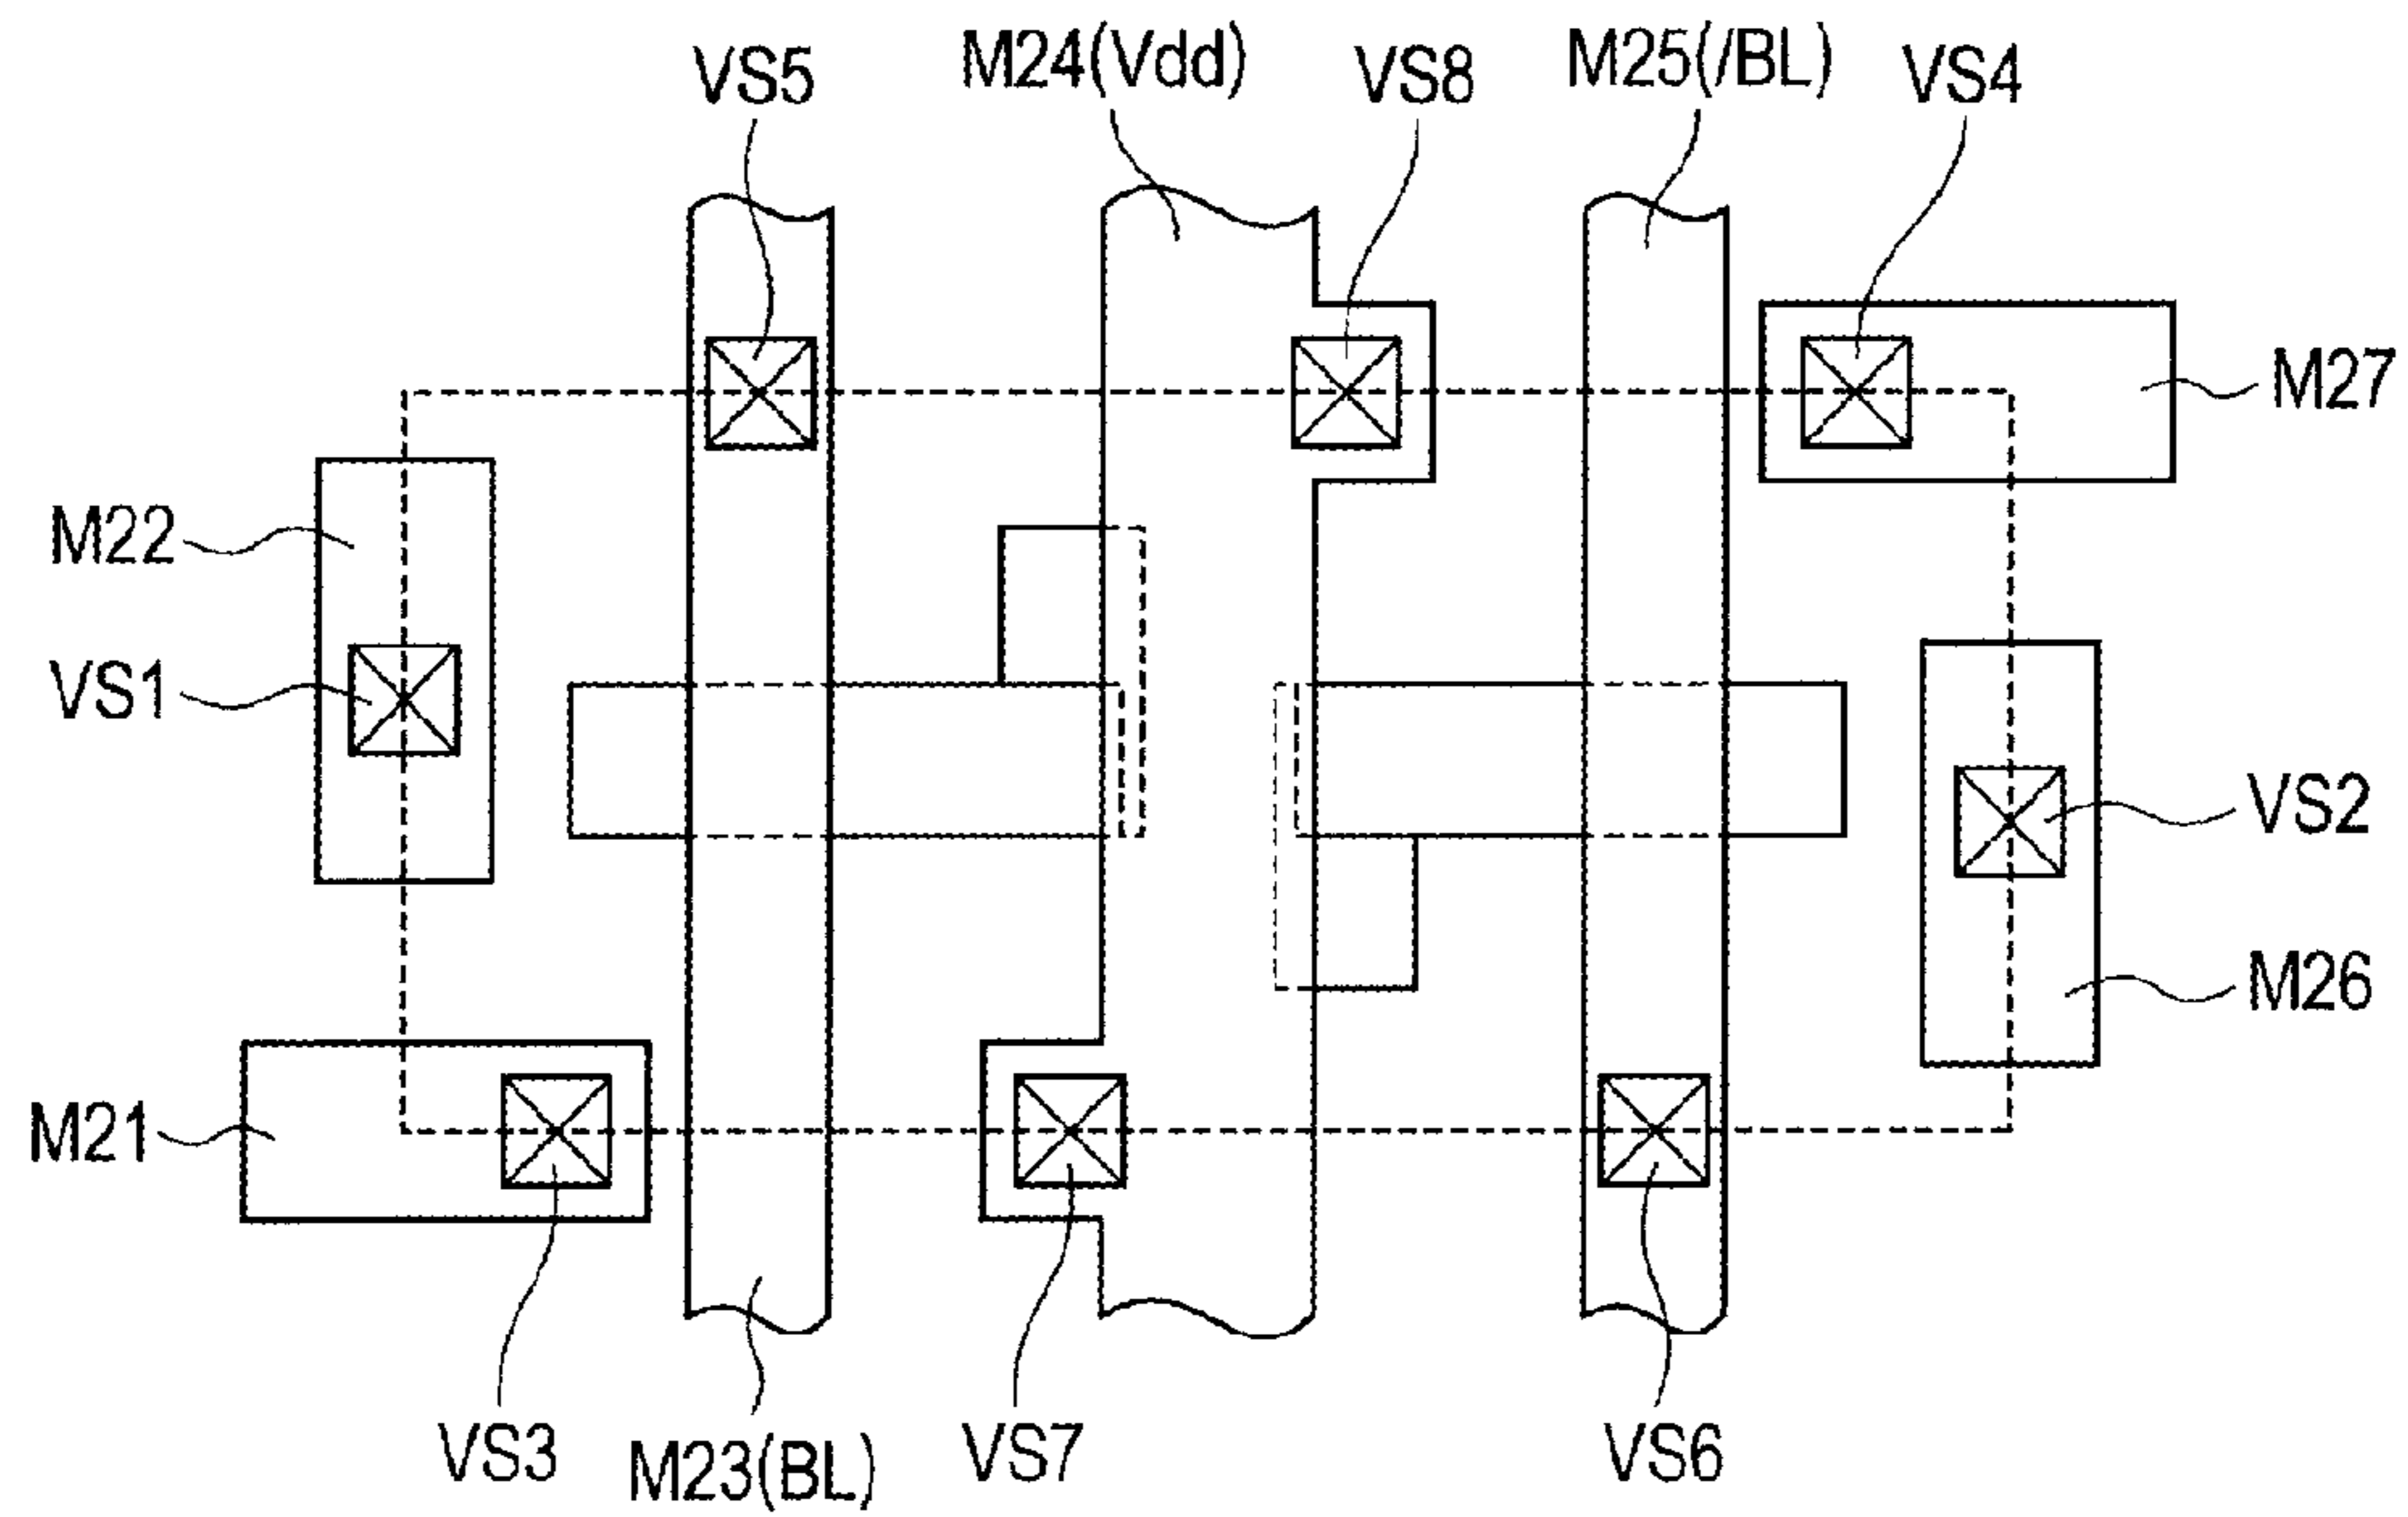 VS5
M24(Vdd)
VS8
M25(/BL)
VS4
M27
M22
VS1
VS2
M26
M21
VS3
M23(BL)
VS7
VS6